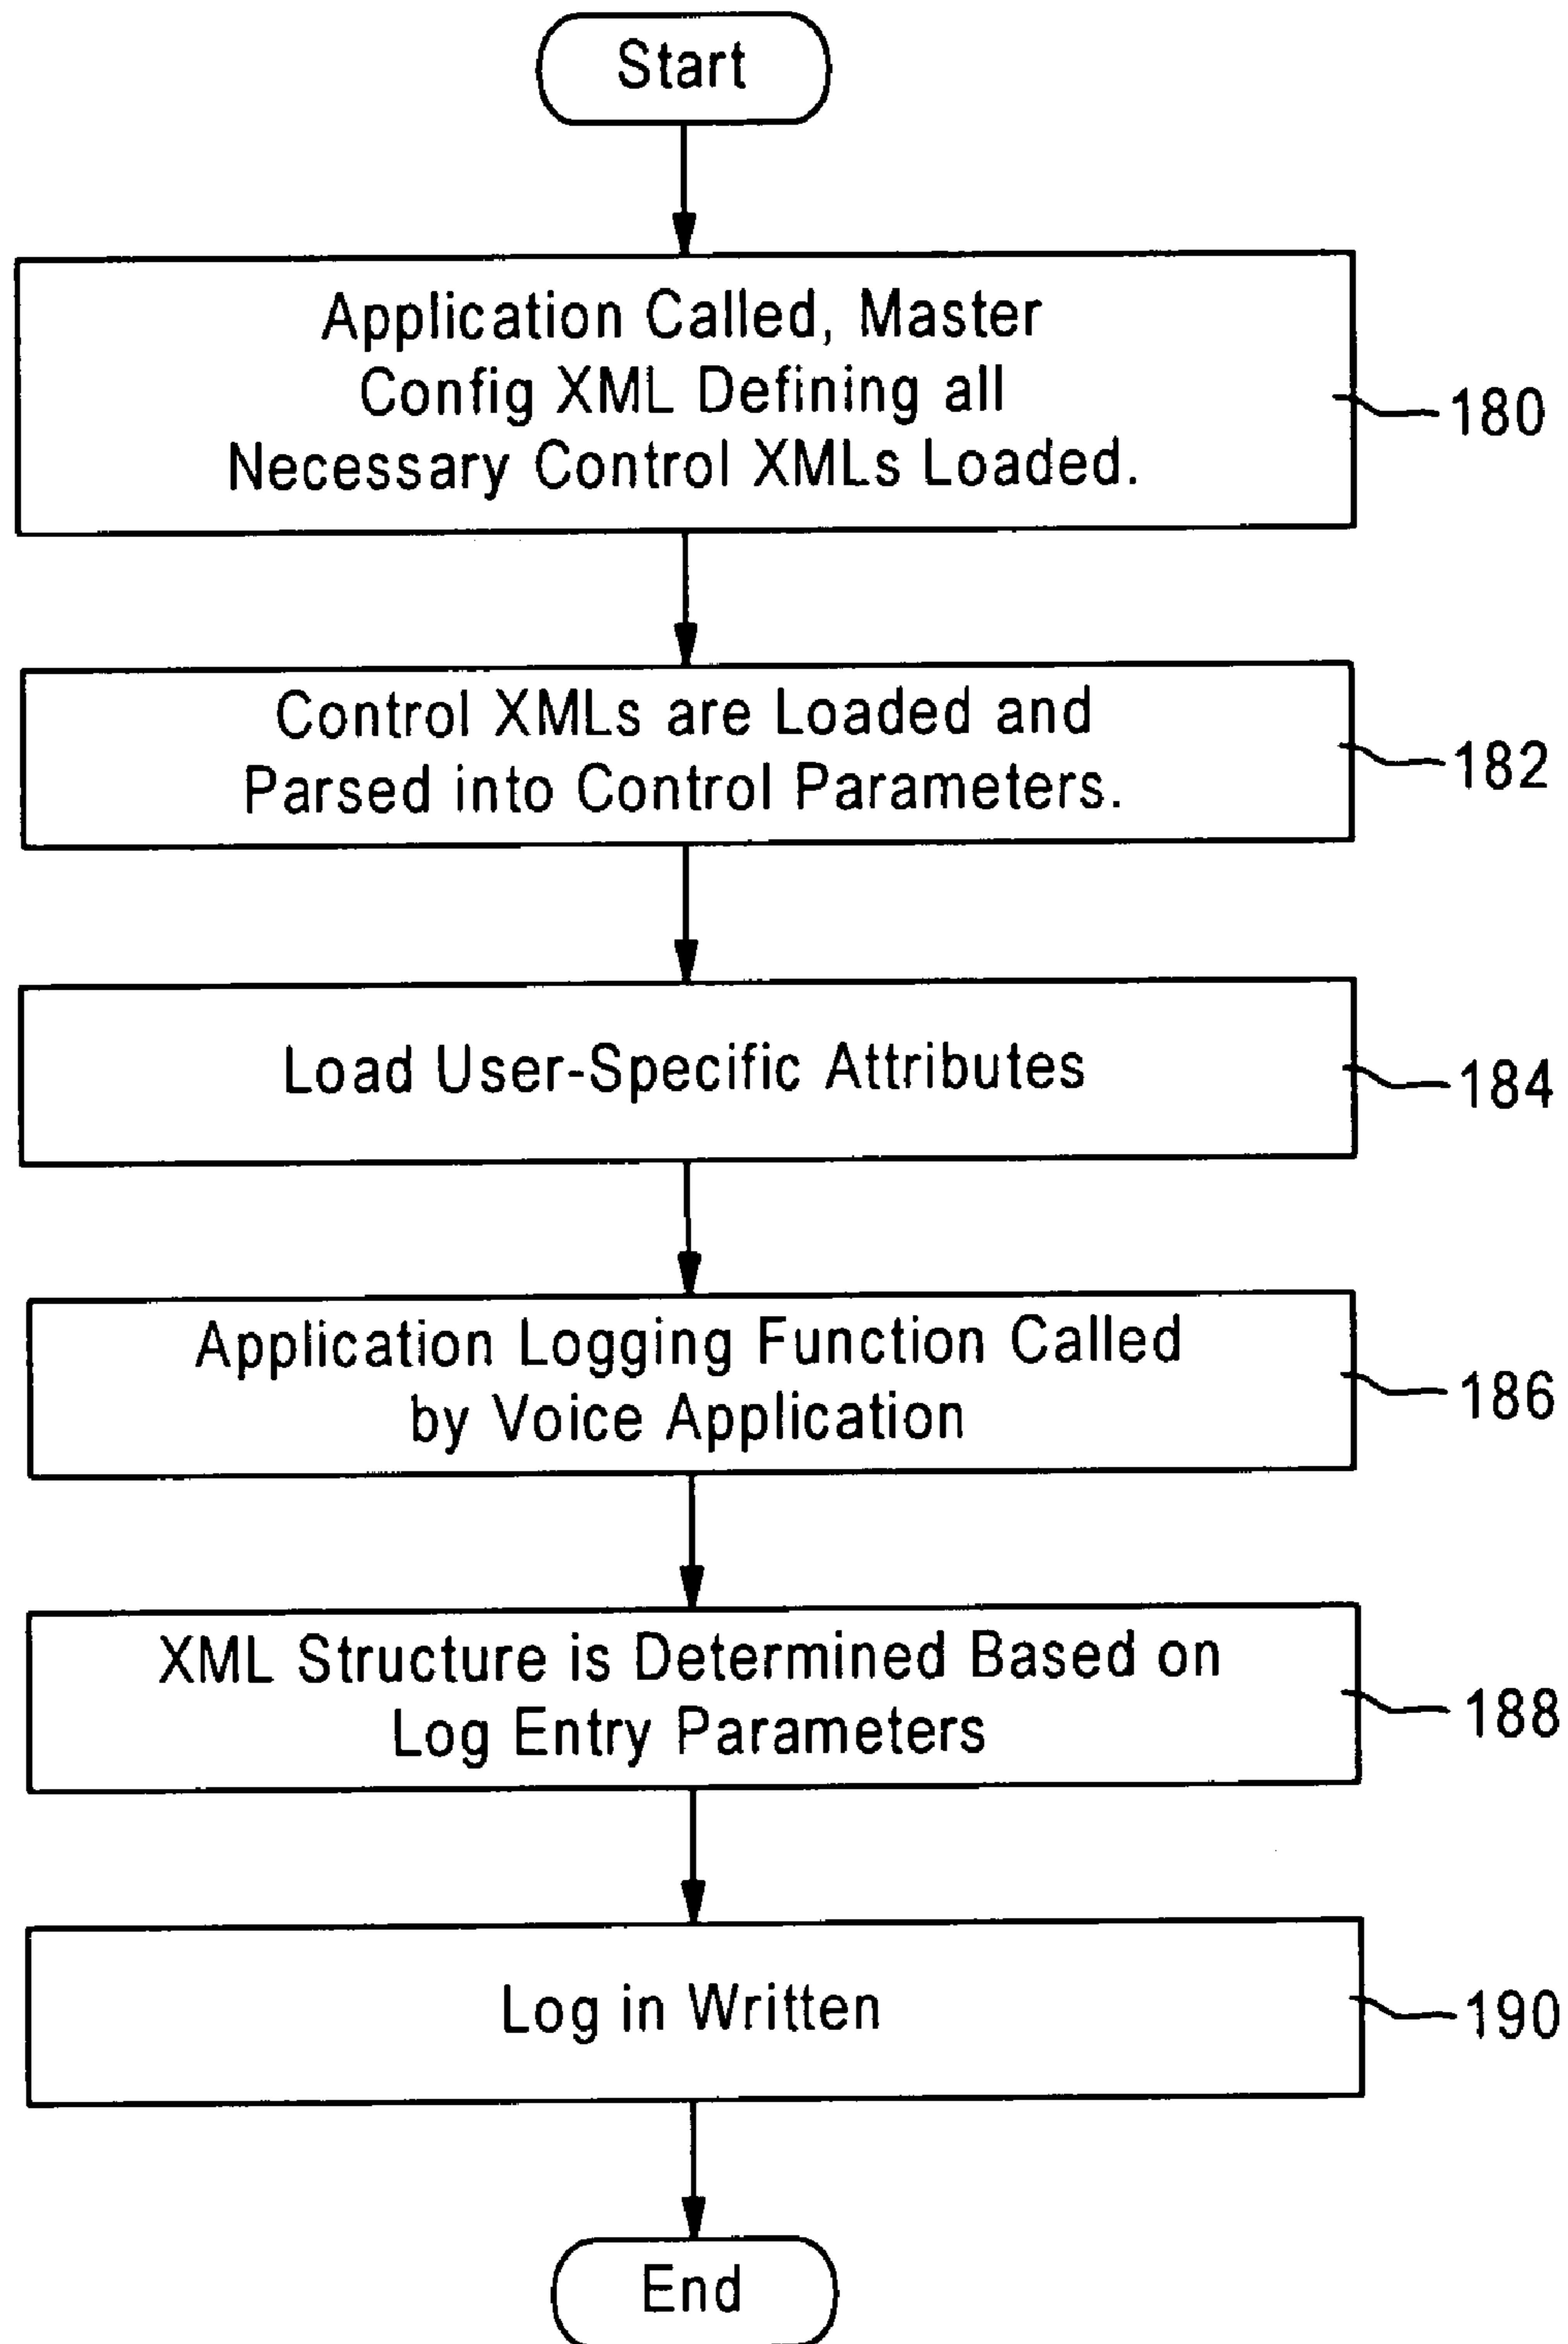 Start
Application Called, Master
Config XML Defining all
Necessary Control XMLs Loaded.
180
Control XMLs are Loaded and
Parsed into Control Parameters.
182
Load User-Specific Attributes
184
Application Logging Function Called
by Voice Application
186
XML Structure is Determined Based on
Log Entry Parameters
188
Log in Written
190
End